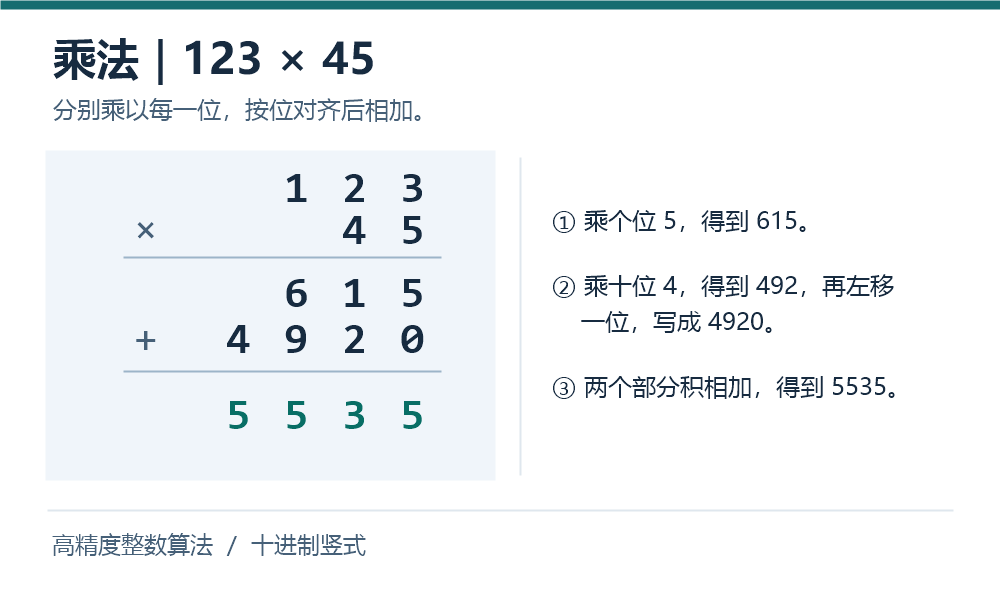 乘法 | 123 × 45
分别乘以每一位，按位对齐后相加。
1 2 3
× 4 5
6 1 5
+ 4 9 2 0
5 5 3 5
① 乘个位 5，得到 615。
② 乘十位 4，得到 492，再左移
一位，写成 4920。
③ 两个部分积相加，得到 5535。
高精度整数算法 / 十进制竖式